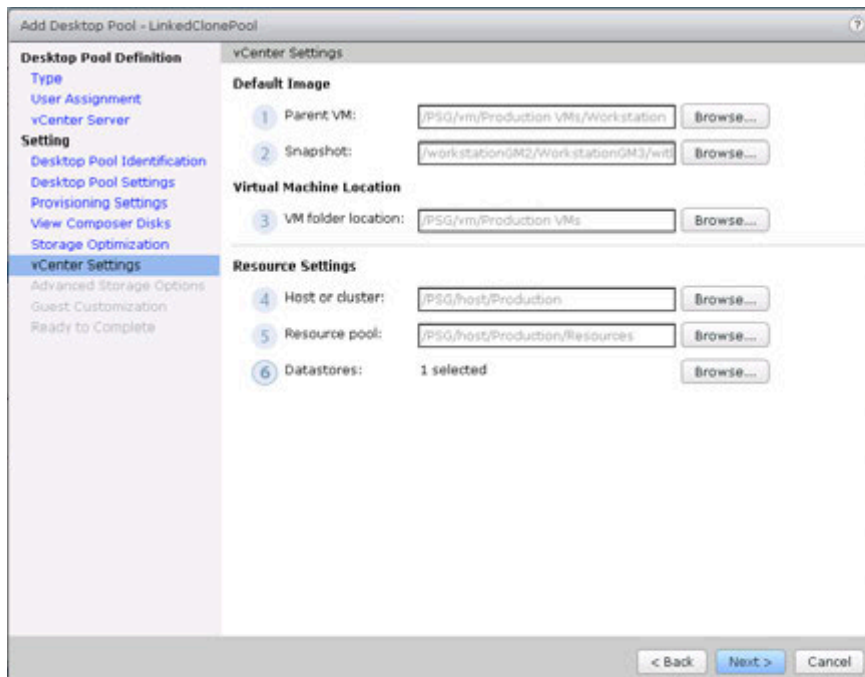 Add Desktop Pool - LinkedClonePool
?
Desktop Pool Definition
Type
User Assignment
vCenter Server
Setting
Desktop Pool Identification
Desktop Pool Settings
Provisioning Settings
View Composer Disks
Storage Optimization
vCenter Settings
Advanced Storage Options
Guest Customization
Ready to Complete
vCenter Settings
Default Image
1 Parent VM: /PSG/vm/Production VMs/Workstation Browse...
2 Snapshot: /workstationGM2/WorkstationGM3/wit Browse...
Virtual Machine Location
3 VM folder location: /PSG/vm/Production VMs Browse...
Resource Settings
4 Host or cluster: /PSG/host/Production Browse...
5 Resource pool: /PSG/host/Production/Resources Browse...
6 Datastores: 1 selected Browse...
< Back Next > Cancel